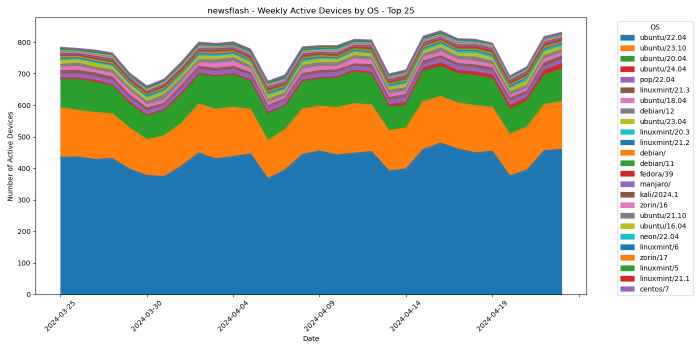 newsflash - Weekly Active Devices by OS - Top 25
Number of Active Devices
800
700
600
500
400
300
200
100
0
2024-03-25
2024-03-30
2024-04-04
2024-04-09
2024-04-14
2024-04-19
Date
OS
ubuntu/22.04
ubuntu/23.10
ubuntu/20.04
ubuntu/24.04
pop/22.04
linuxmint/21.3
ubuntu/18.04
debian/12
ubuntu/23.04
linuxmint/20.3
linuxmint/21.2
debian/
debian/11
fedora/39
manjaro/
kali/2024.1
zorin/16
ubuntu/21.10
ubuntu/16.04
neon/22.04
linuxmint/6
zorin/17
linuxmint/5
linuxmint/21.1
centos/7